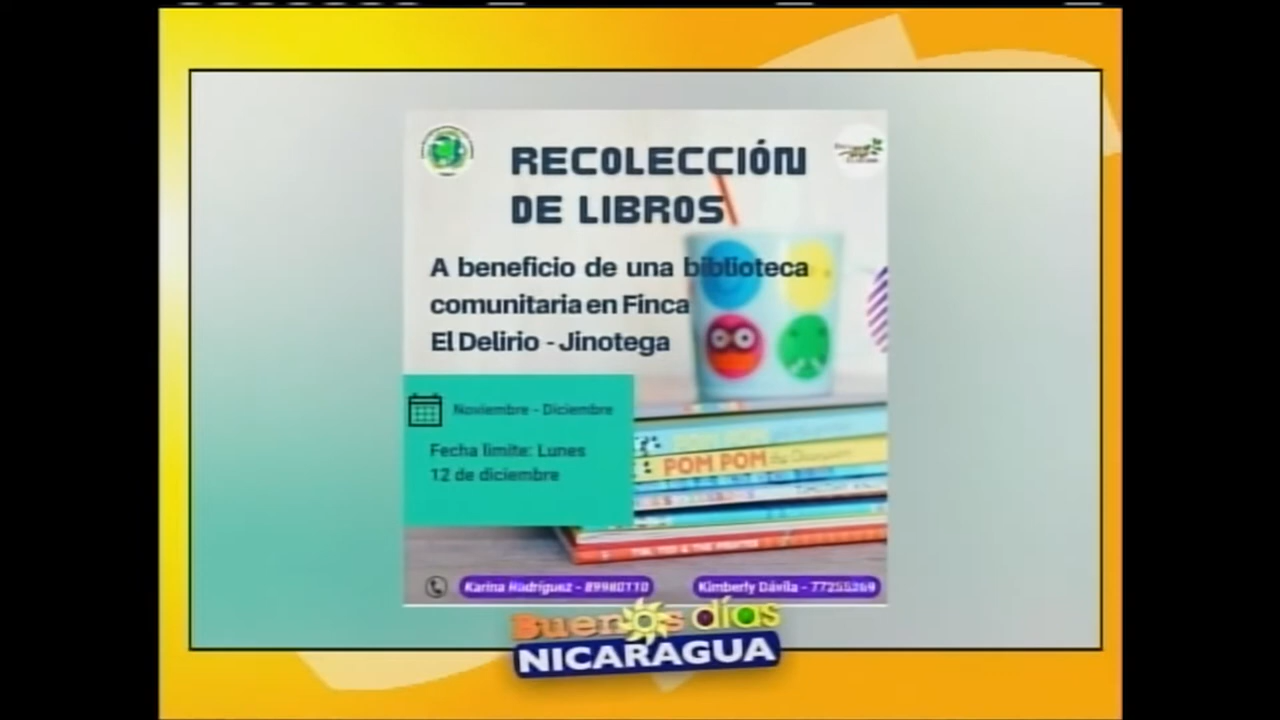 RECOLECCIÓN
DE LIBROS
A beneficio de una biblioteca
comunitaria en Finca
El Delirio - Jinotega
Noviembre - Diciembre
Fecha límite: Lunes
12 de diciembre
POM POM the
Karina Rodríguez - 89980110
Kimberly Dávila - 77255269
Buenos días
NICARAGUA